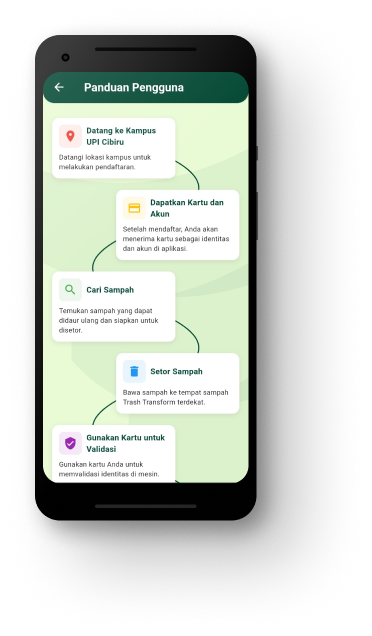 Panduan Pengguna
Datang ke Kampus
UPI Cibiru
Datangi lokasi kampus untuk
melakukan pendaftaran.
Dapatkan Kartu dan
Akun
Setelah mendaftar, Anda akan
menerima kartu sebagai identitas
dan akun di aplikasi.
Cari Sampah
Temukan sampah yang dapat
didaur ulang dan siapkan untuk
disetor.
Setor Sampah
Bawa sampah ke tempat sampah
Trash Transform terdekat.
Gunakan Kartu untuk
Validasi
Gunakan kartu Anda untuk
memvalidasi identitas di mesin.